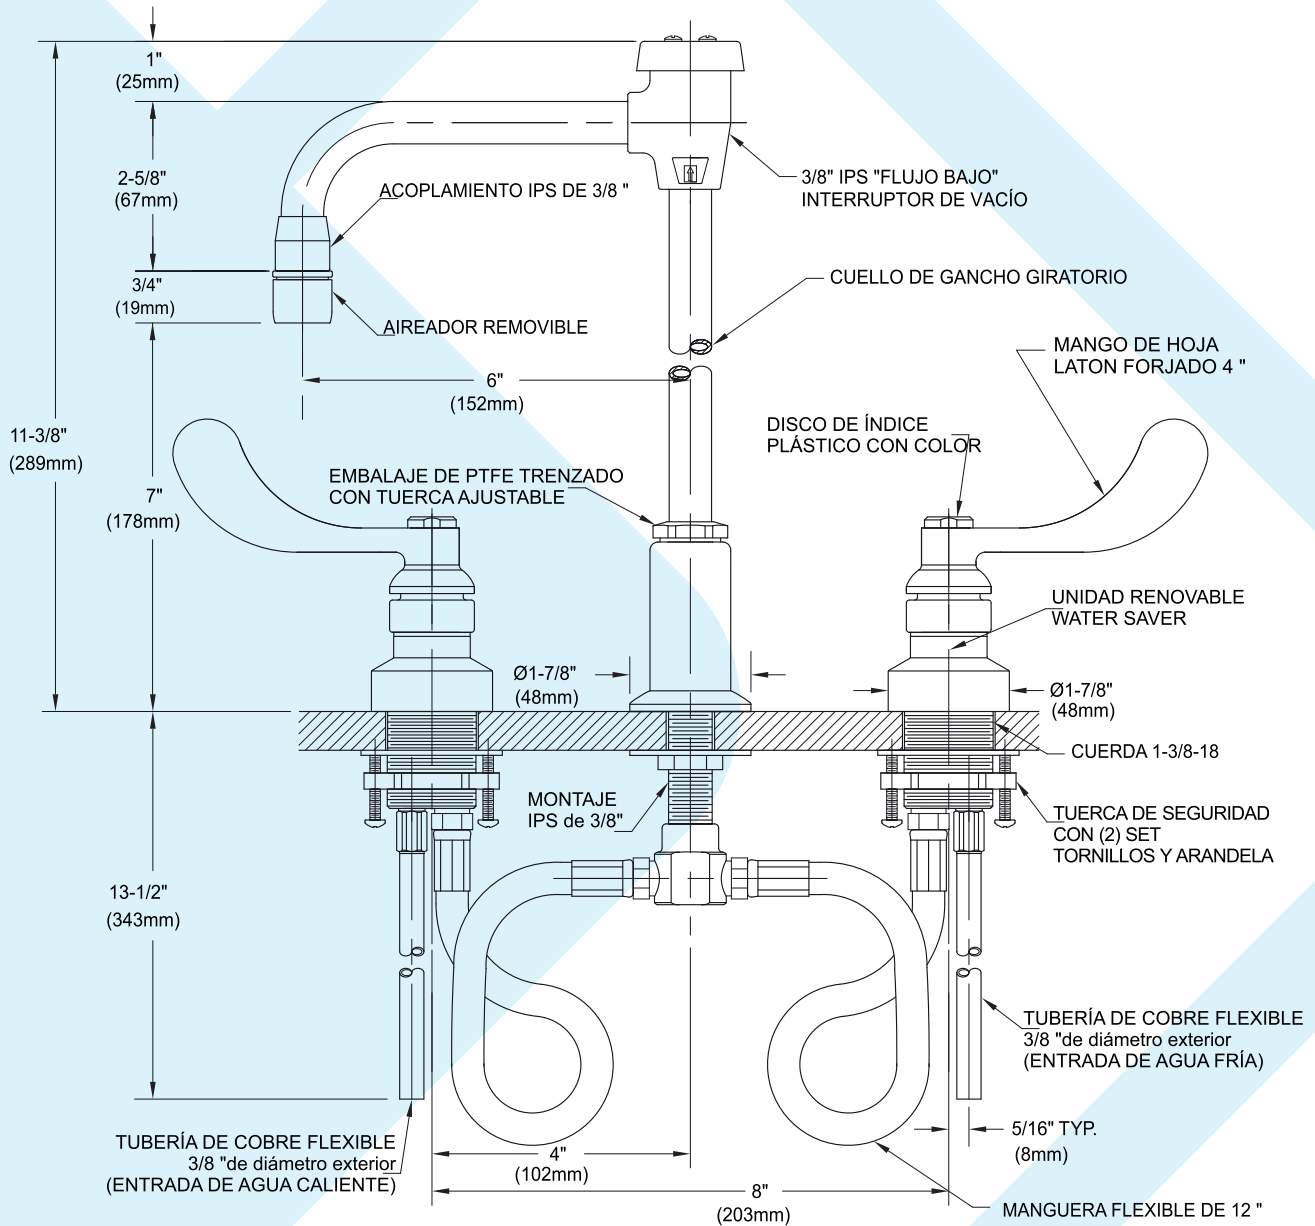 1"
(25mm)
2-5/8"
(67mm)
ACOPLAMIENTO IPS DE 3/8 "
3/8" IPS "FLUJO BAJO"
INTERRUPTOR DE VACÍO
3/4"
(19mm)
CUELLO DE GANCHO GIRATORIO
AIREADOR REMOVIBLE
MANGO DE HOJA
LATON FORJADO 4 "
6"
(152mm)
11-3/8"
(289mm)
DISCO DE ÍNDICE
PLÁSTICO CON COLOR
EMBALAJE DE PTFE TRENZADO
CON TUERCA AJUSTABLE
7"
(178mm)
UNIDAD RENOVABLE
WATER SAVER
Ø1-7/8"
(48mm)
Ø1-7/8"
(48mm)
CUERDA 1-3/8-18
MONTAJE
IPS de 3/8"
TUERCA DE SEGURIDAD
CON (2) SET
TORNILLOS Y ARANDELA
13-1/2"
(343mm)
TUBERÍA DE COBRE FLEXIBLE
3/8 "de diámetro exterior
(ENTRADA DE AGUA FRÍA)
TUBERÍA DE COBRE FLEXIBLE
3/8 "de diámetro exterior
(ENTRADA DE AGUA CALIENTE)
4"
(102mm)
5/16" TYP.
(8mm)
8"
(203mm)
MANGUERA FLEXIBLE DE 12 "